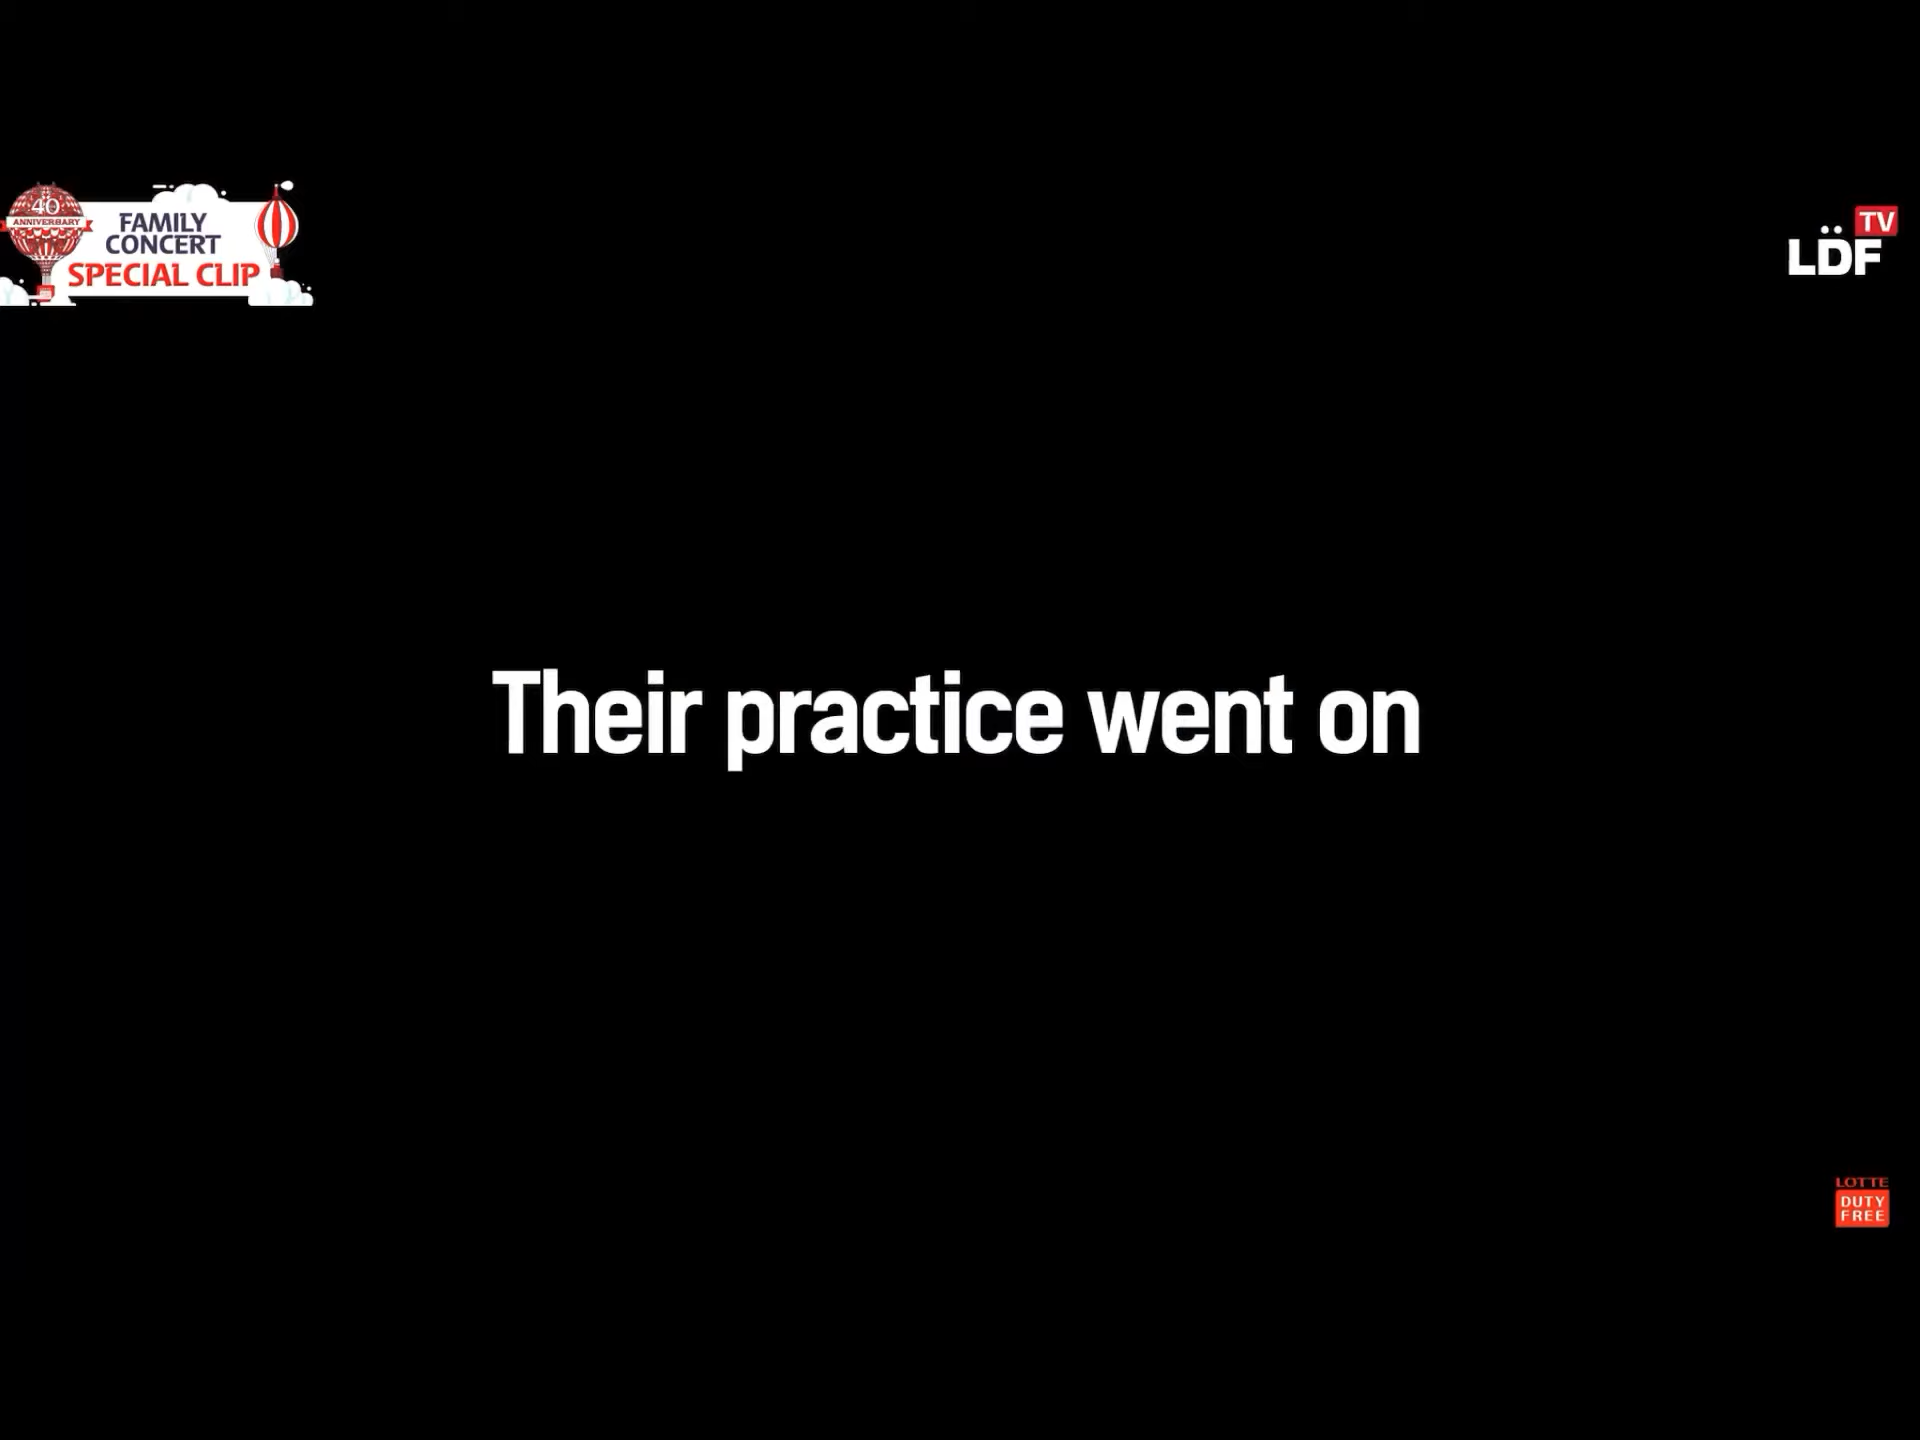 40
ANNIVERSARY
FAMILY
CONCERT
SPECIAL CLIP
TV
LDF
Their practice went on
LOTTE
DUTY
FREE